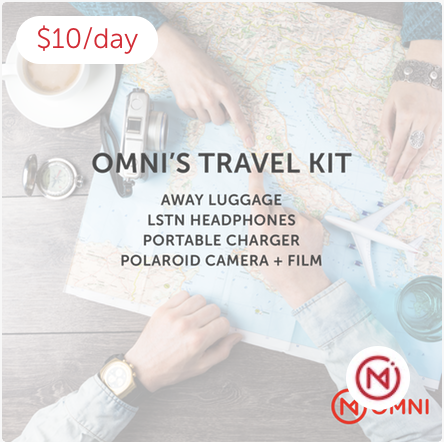 $10/day
OMNI'S TRAVEL KIT
AWAY LUGGAGE
LSTN HEADPHONES
PORTABLE CHARGER
POLAROID CAMERA + FILM
OMNI